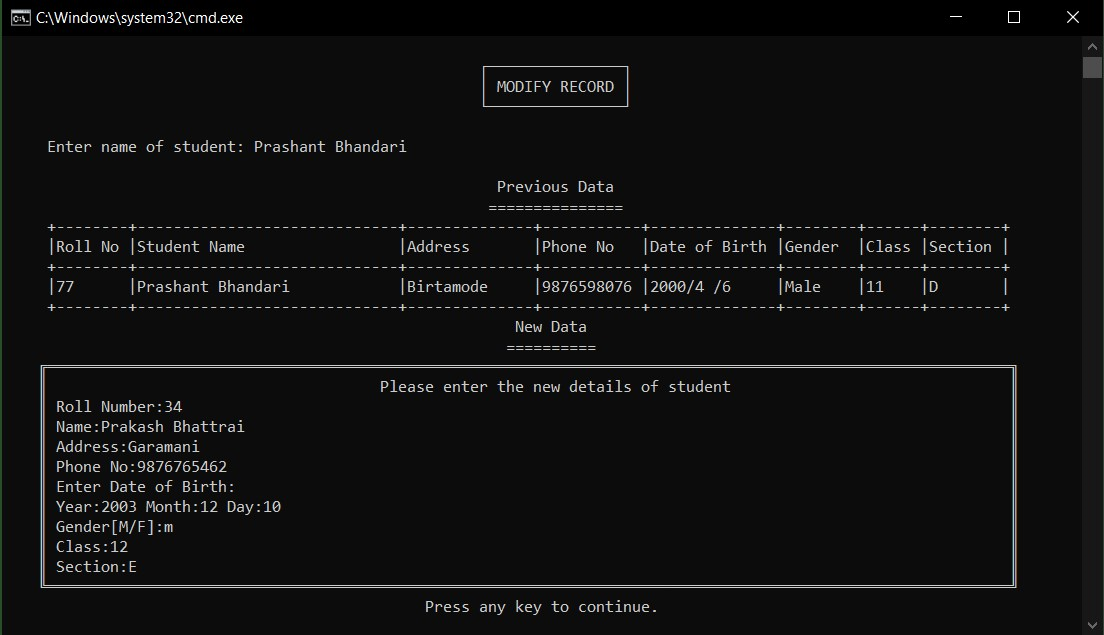 C:\Windows\system32\cmd.exe
MODIFY RECORD
Enter name of student: Prashant Bhandari
Previous Data
===============
+--------+-----------------------------+--------------+-----------+--------------+--------+------+--------+
|Roll No |Student Name                 |Address       |Phone No   |Date of Birth |Gender  |Class |Section |
+--------+-----------------------------+--------------+-----------+--------------+--------+------+--------+
|77      |Prashant Bhandari            |Birtamode     |9876598076 |2000/4 /6     |Male    |11    |D       |
+--------+-----------------------------+--------------+-----------+--------------+--------+------+--------+
New Data
==========
Please enter the new details of student
Roll Number:34
Name:Prakash Bhattrai
Address:Garamani
Phone No:9876765462
Enter Date of Birth:
Year:2003 Month:12 Day:10
Gender[M/F]:m
Class:12
Section:E
Press any key to continue.